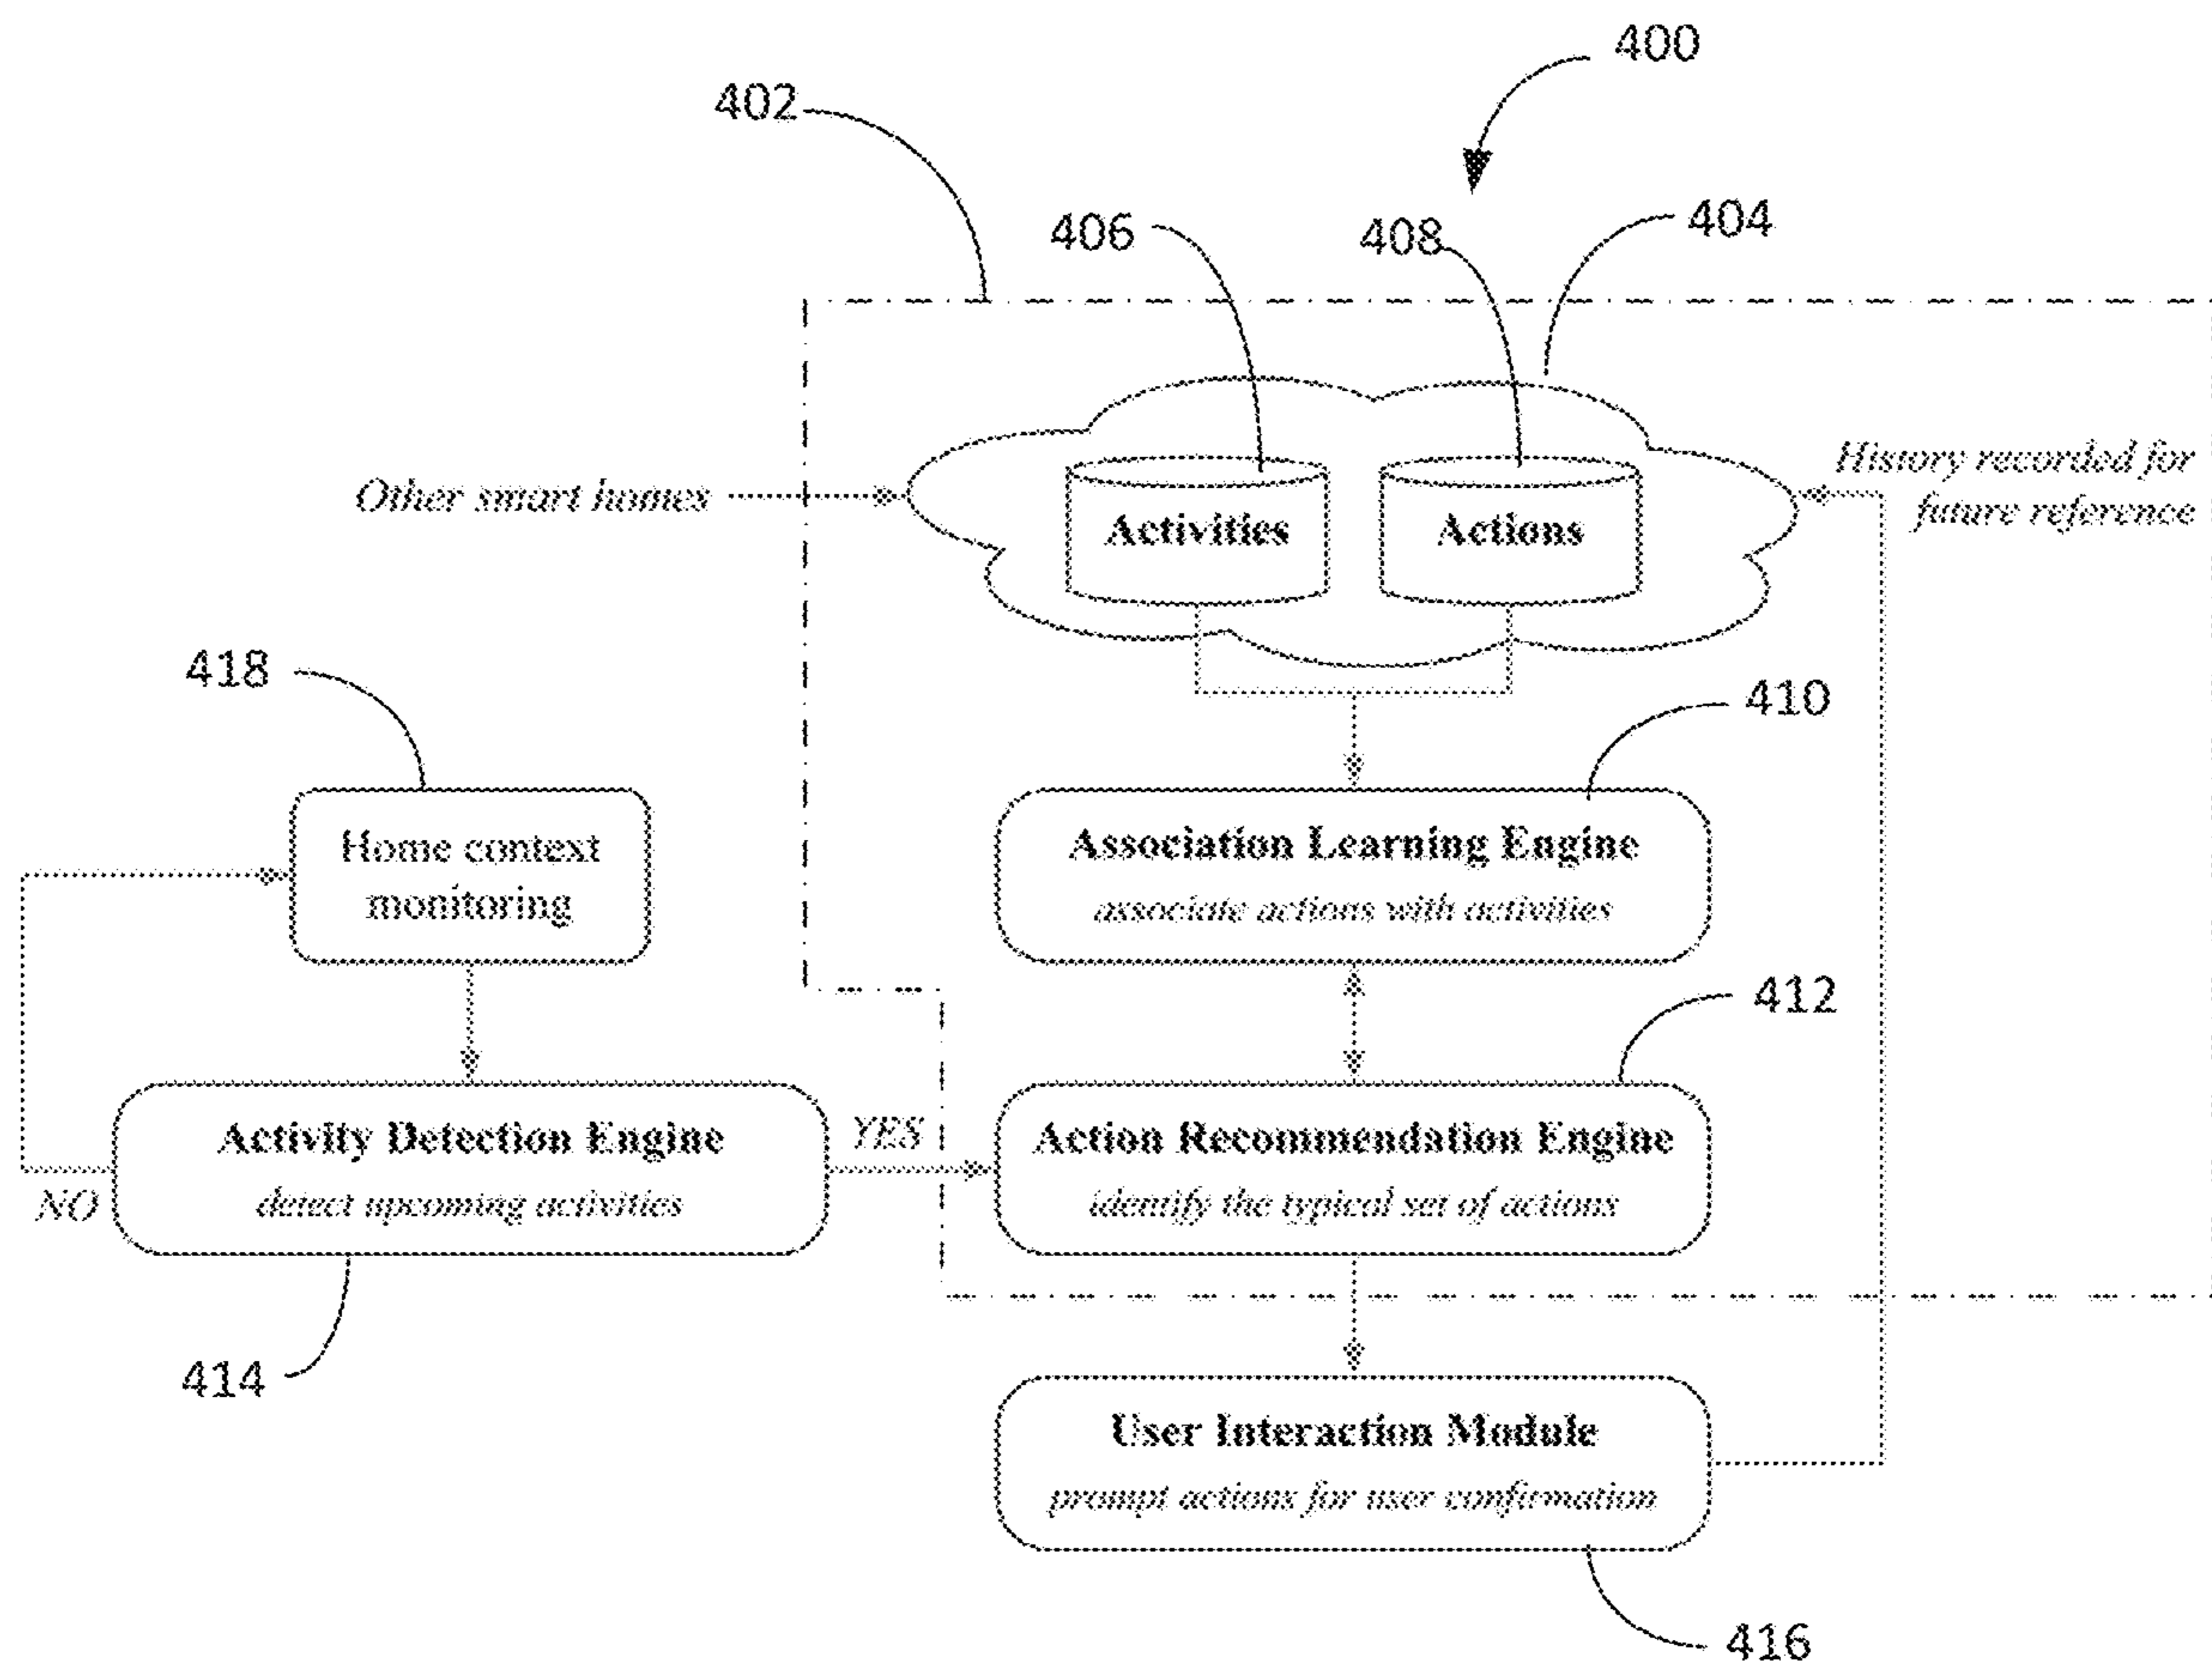 400
402
404
406
408
Other smart homes
History recorded for
future reference
Activities
Actions
418
410
Home context
monitoring
Association Learning Engine
associate actions with activities
412
Activity Detection Engine
detect upcoming activities
YES
NO
Action Recommendation Engine
identify the typical set of actions
414
User Interaction Module
prompt actions for user confirmation
416